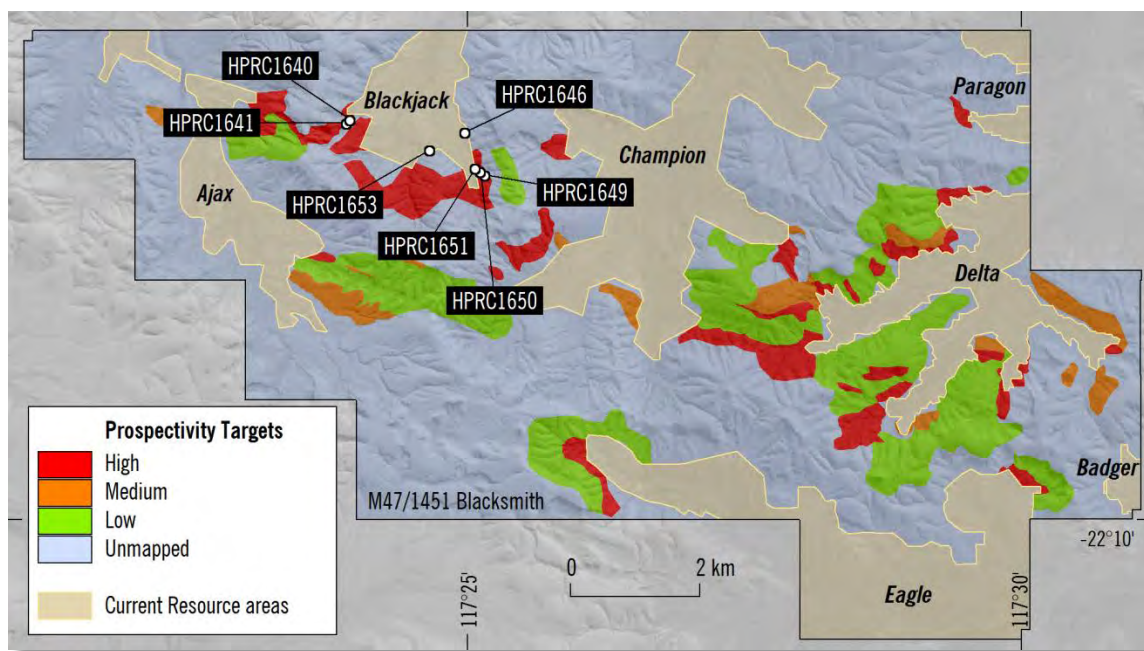 HPRC1640
Blackjack
HPRC1646
Paragon
HPRC1641
Champion
Ajax
HPRC1653
HPRC1649
HPRC1651
HPRC1650
Delta
Prospectivity Targets
High
Medium
Low
Unmapped
Current Resource areas
M47/1451 Blacksmith
Badger
-22°10'
0 2 km
117°25'
Eagle
117°30'